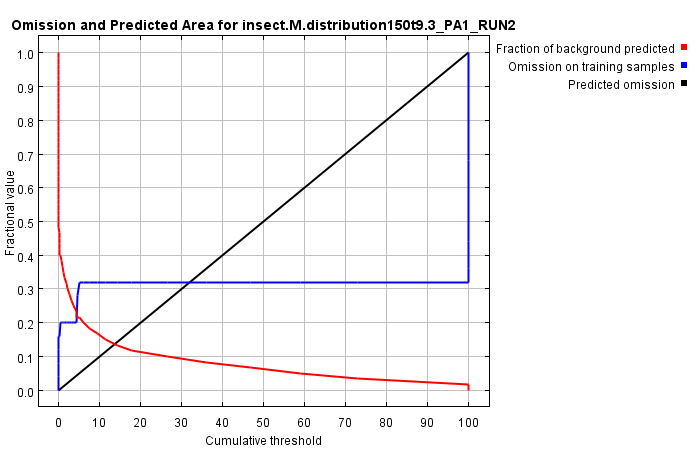 Omission and Predicted Area for insect.M.distribution150t9.3_PA1_RUN2
Fraction of background predicted
Omission on training samples
Predicted omission
1.0
0.9
0.8
0.7
0.6
0.5
0.4
0.3
0.2
0.1
0.0
Fractional value
0 10 20 30 40 50 60 70 80 90 100
Cumulative threshold